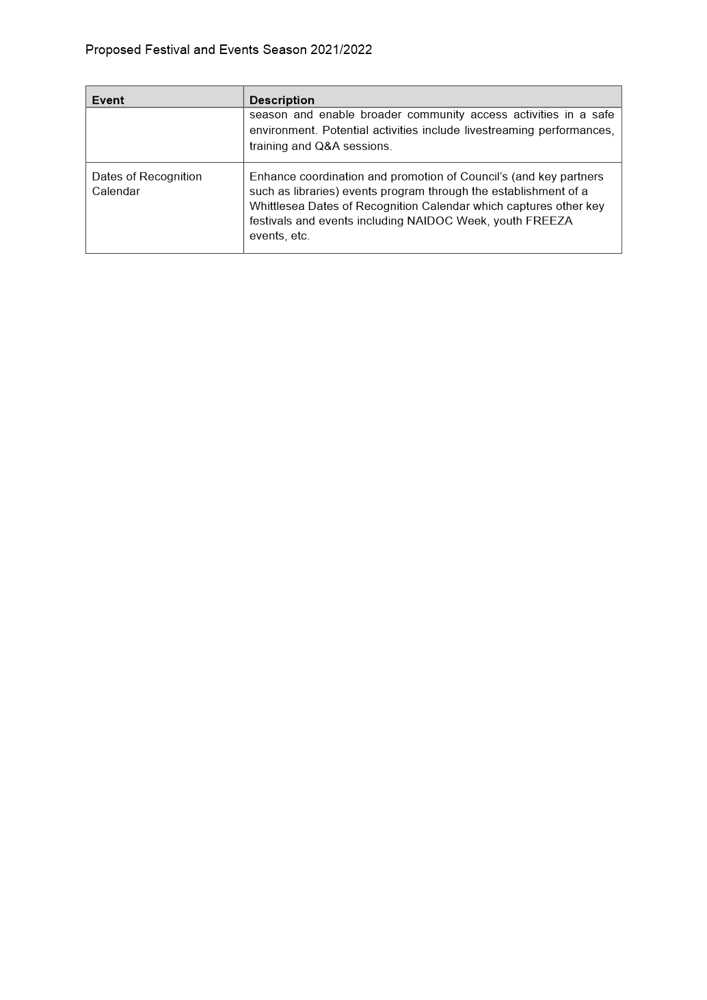 Proposed Festival and Events Season 2021/2022
Event
Description
season and enable broader community access activities in a safe
environment. Potential activities include livestreaming performances,
training and Q&A sessions.
Dates of Recognition
Calendar
Enhance coordination and promotion of Council’s (and key partners
such as libraries) events program through the establishment of a
Whittlesea Dates of Recognition Calendar which captures other key
festivals and events including NAIDOC Week, youth FREEZA
events, etc.